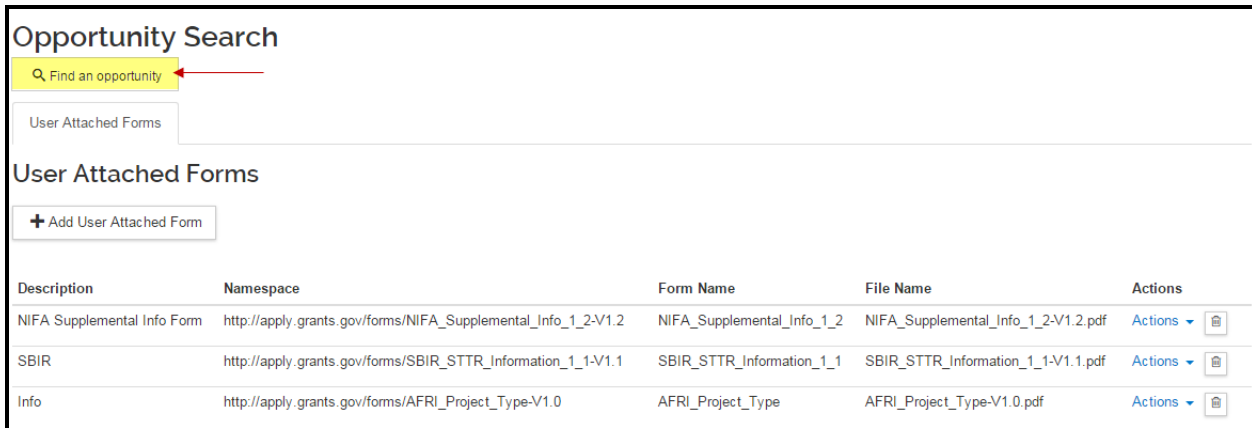 Opportunity Search
Find an opportunity
User Attached Forms
User Attached Forms
Add User Attached Form
Description Namespace Form Name File Name Actions
NIFA Supplemental Info Form http://apply.grants.gov/forms/NIFA_Supplemental_Info_1_2-V1.2 NIFA_Supplemental_Info_1_2 NIFA_Supplemental_Info_1_2-V1.2.pdf Actions
SBIR http://apply.grants.gov/forms/SBIR_STTR_Information_1_1-V1.1 SBIR_STTR_Information_1_1 SBIR_STTR_Information_1_1-V1.1.pdf Actions
Info http://apply.grants.gov/forms/AFRI_Project_Type-V1.0 AFRI_Project_Type AFRI_Project_Type-V1.0.pdf Actions